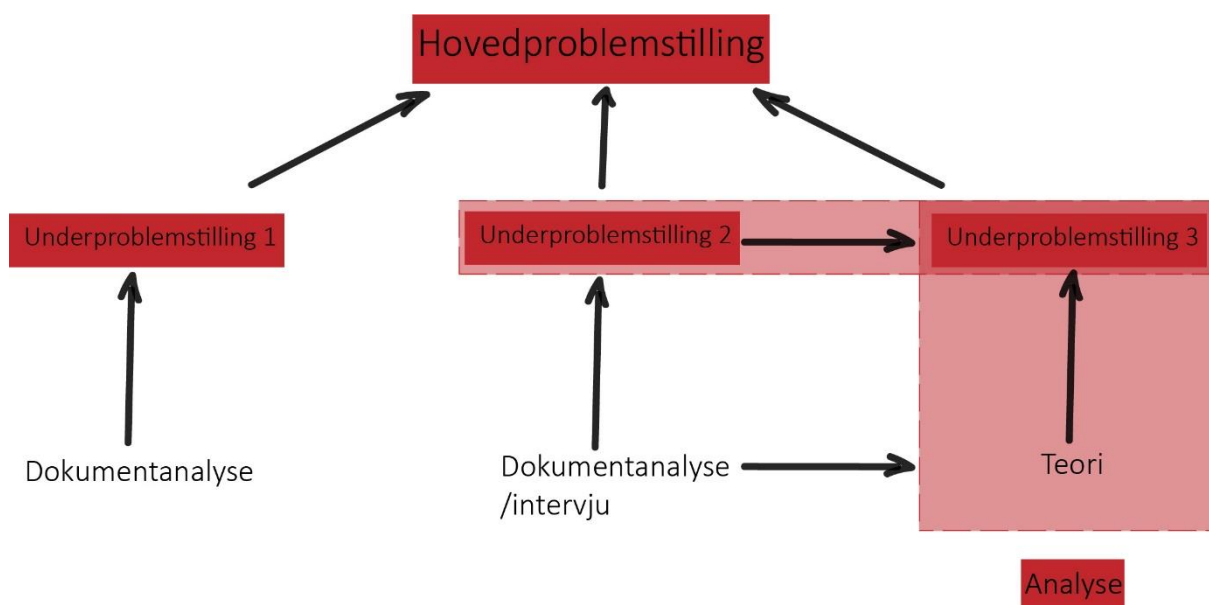 Hovedproblemstilling
Underproblemstilling 1
Underproblemstilling 2
Underproblemstilling 3
Dokumentanalyse
Dokumentanalyse
/intervju
Teori
Analyse